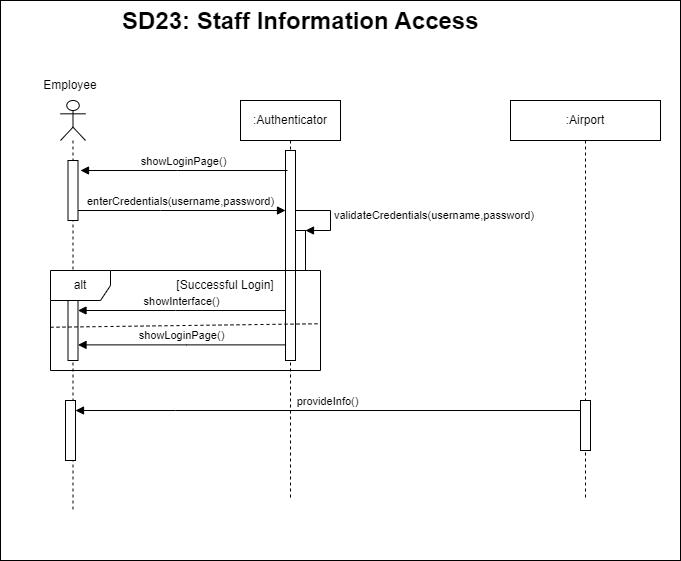 SD23: Staff Information Access
Employee
:Authenticator
:Airport
showLoginPage()
enterCredentials(username,password)
validateCredentials(username,password)
alt
[Successful Login]
showInterface()
showLoginPage()
provideInfo()